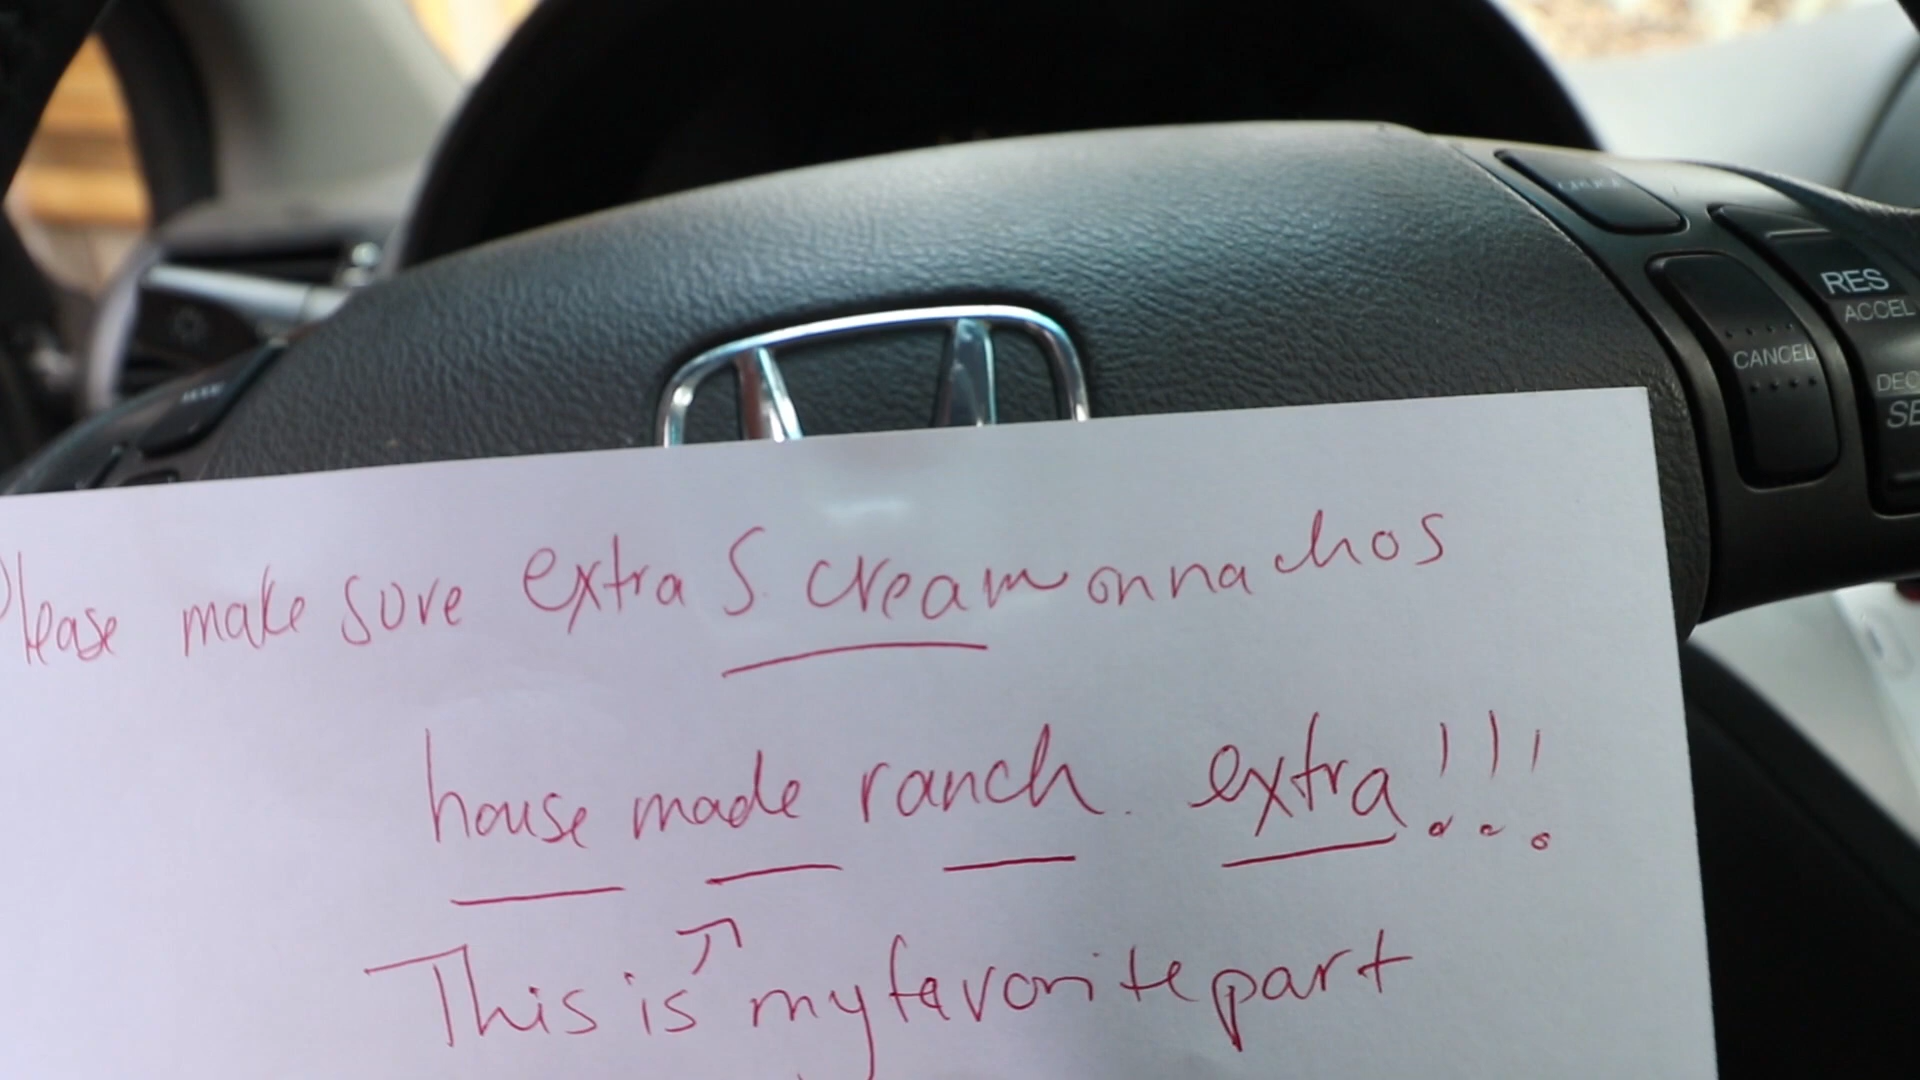 RES
ACCEL
CANCEL
Please make sure extra S cream on nachos
house made ranch. extra!!!
This is my favorite part